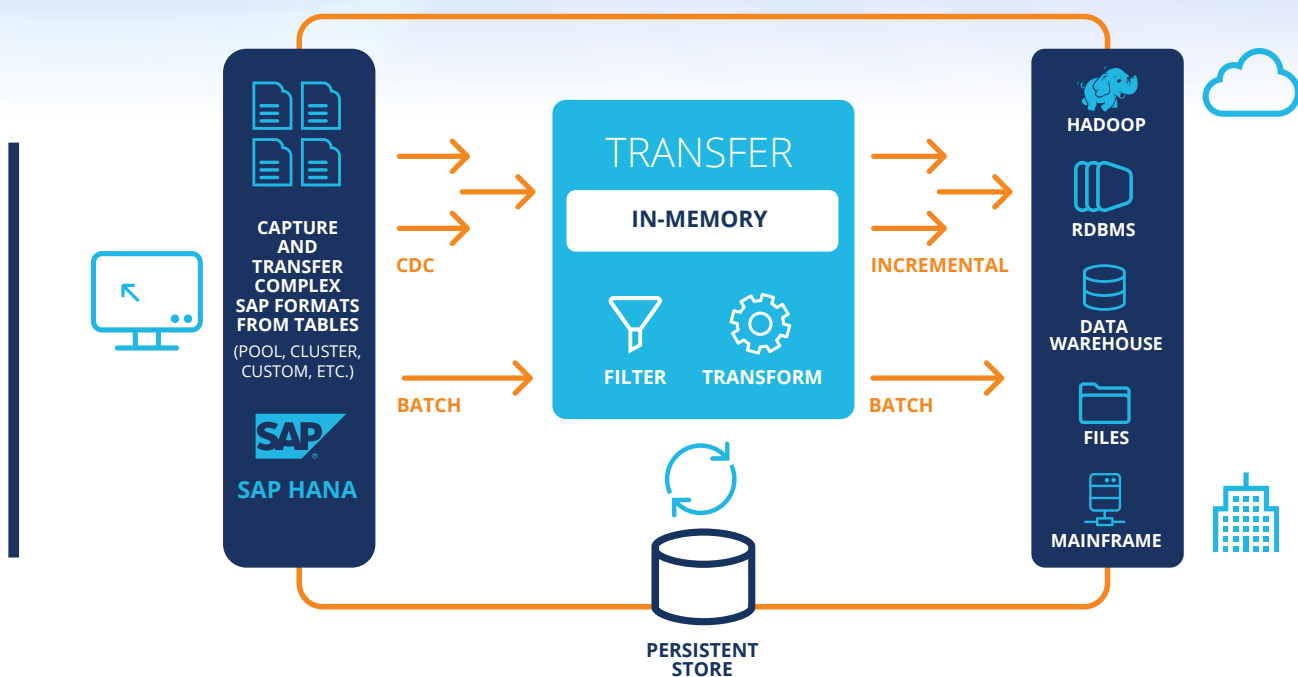 CAPTURE
AND
TRANSFER
COMPLEX
SAP FORMATS
FROM TABLES
(POOL, CLUSTER,
CUSTOM, ETC.)
SAP
®
SAP HANA
CDC
BATCH
TRANSFER
IN-MEMORY
FILTER
TRANSFORM
INCREMENTAL
BATCH
PERSISTENT
STORE
HADOOP
RDBMS
DATA
WAREHOUSE
FILES
MAINFRAME